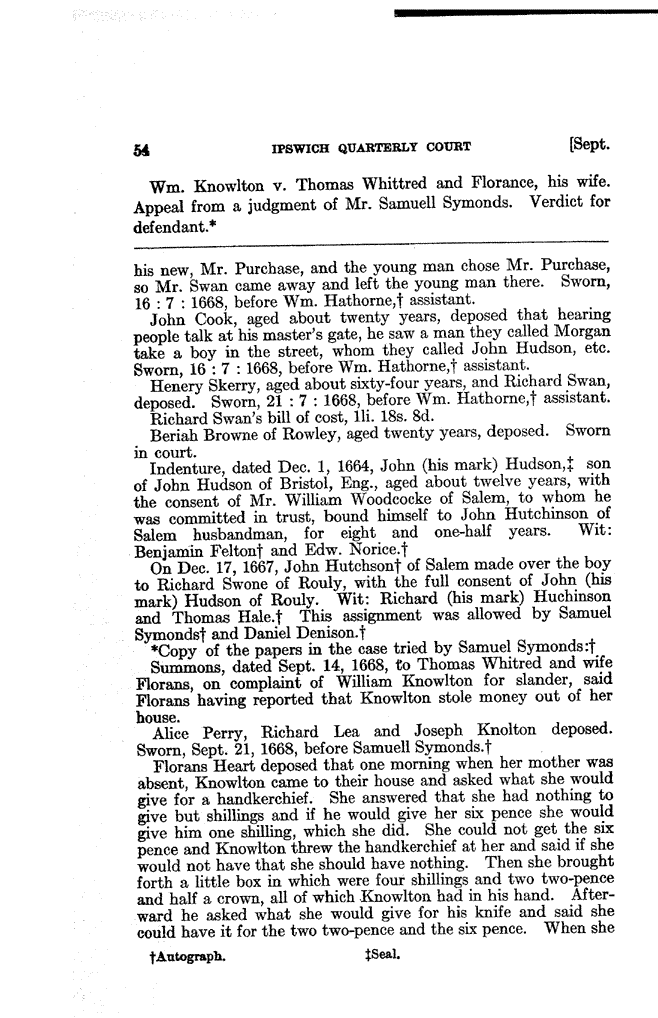 54 IPSWICH QUARTERLY COURT [Sept.
Wm. Knowlton v. Thomas Whittred and Florance, his wife.
Appeal from a judgment of Mr. Samuell Symonds. Verdict for
defendant.*
his new, Mr. Purchase, and the young man chose Mr. Purchase,
so Mr. Swan came away and left the young man there. Sworn,
16 : 7 : 1668, before Wm. Hathorne,† assistant.
John Cook, aged about twenty years, deposed that hearing
people talk at his master's gate, he saw a man they called Morgan
take a boy in the street, whom they called John Hudson, etc.
Sworn, 16 : 7 : 1668, before Wm. Hathorne,† assistant.
Henery Skerry, aged about sixty-four years, and Richard Swan,
deposed. Sworn, 21 : 7 : 1668, before Wm. Hathorne,† assistant.
Richard Swan's bill of cost, 1li. 18s. 8d.
Beriah Browne of Rowley, aged twenty years, deposed. Sworn
in court.
Indenture, dated Dec. 1, 1664, John (his mark) Hudson,‡ son
of John Hudson of Bristol, Eng., aged about twelve years, with
the consent of Mr. William Woodcocke of Salem, to whom he
was committed in trust, bound himself to John Hutchinson of
Salem husbandman, for eight and one-half years. Wit:
Benjamin Felton† and Edw. Norice.†
On Dec. 17, 1667, John Hutchson† of Salem made over the boy
to Richard Swone of Rouly, with the full consent of John (his
mark) Hudson of Rouly. Wit: Richard (his mark) Huchinson
and Thomas Hale.† This assignment was allowed by Samuel
Symonds† and Daniel Denison.†
*Copy of the papers in the case tried by Samuel Symonds:†
Summons, dated Sept. 14, 1668, to Thomas Whitred and wife
Florans, on complaint of William Knowlton for slander, said
Florans having reported that Knowlton stole money out of her
house.
Alice Perry, Richard Lea and Joseph Knolton deposed.
Sworn, Sept. 21, 1668, before Samuell Symonds.†
Florans Heart deposed that one morning when her mother was
absent, Knowlton came to their house and asked what she would
give for a handkerchief. She answered that she had nothing to
give but shillings and if he would give her six pence she would
give him one shilling, which she did. She could not get the six
pence and Knowlton threw the handkerchief at her and said if she
would not have that she should have nothing. Then she brought
forth a little box in which were four shillings and two two-pence
and half a crown, all of which Knowlton had in his hand. After-
ward he asked what she would give for his knife and said she
could have it for the two two-pence and the six pence. When she
†Autograph. ‡Seal.